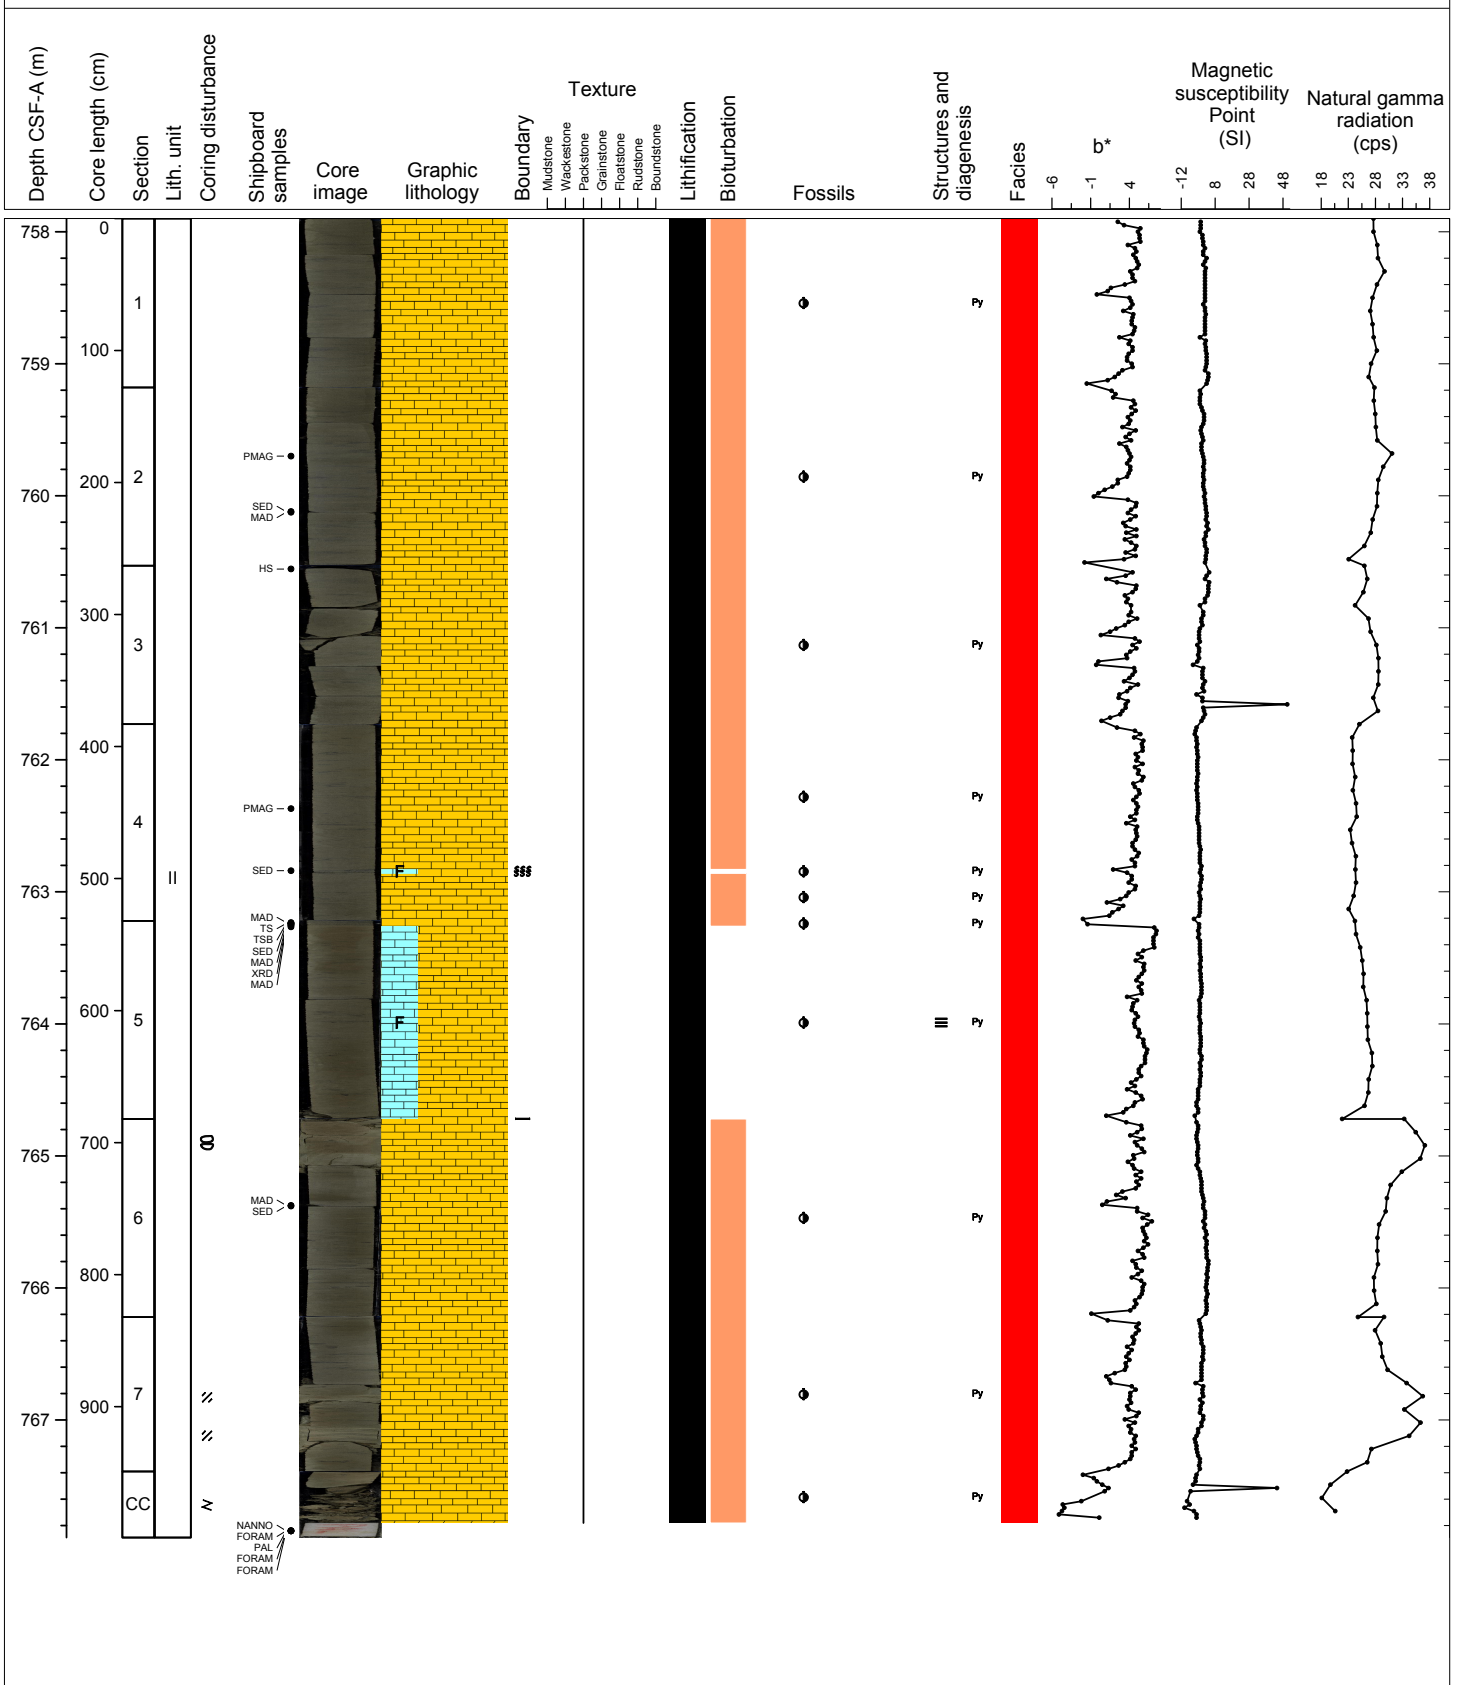 Depth CSF-A (m)
Core length (cm)
Section
Lith. unit
Coring disturbance
Shipboard
samples
Core
image
Graphic
lithology
Boundary
Texture
Mudstone
Wackestone
Packstone
Grainstone
Floatstone
Rudstone
Boundstone
Lithification
Bioturbation
Fossils
Structures and
diagenesis
Facies
b*
-6 -1 4
Magnetic
susceptibility
Point
(SI)
-12 8 28 48
Natural gamma
radiation
(cps)
18 23 28 33 38
758 0
1 Py
100
759
PMAG
2 Py
200
760
SED
MAD
HS
300
761
3 Py
400
762
Py
PMAG
4
SED F Py
500 II
763
Py
MAD Py
TS
TSB
SED
MAD
XRD
MAD
600
764 5 F Py
700
765
MAD
SED
6 Py
800
766
7 Py
900
767
CC Py
NANNO
FORAM
PAL
FORAM
FORAM